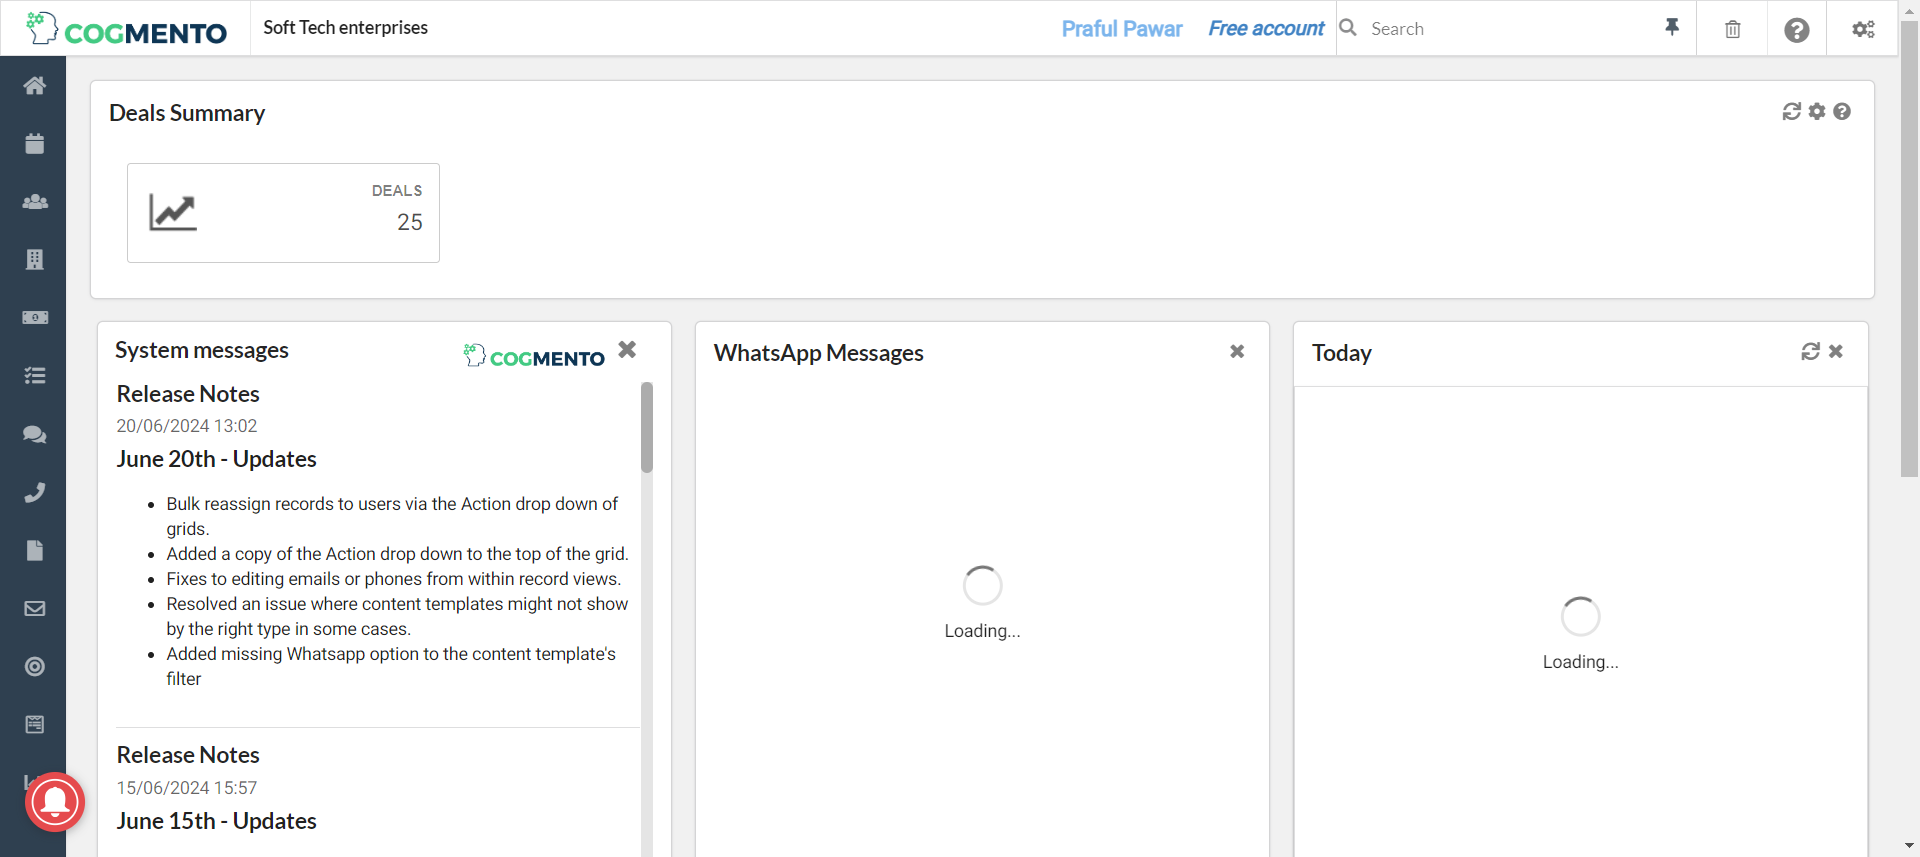 COGMENTO
Soft Tech enterprises
Praful Pawar
Free account
Search
Deals Summary
DEALS
25
System messages
COGMENTO
Release Notes
20/06/2024 13:02
June 20th - Updates
Bulk reassign records to users via the Action drop down of
grids.
Added a copy of the Action drop down to the top of the grid.
Fixes to editing emails or phones from within record views.
Resolved an issue where content templates might not show
by the right type in some cases.
Added missing Whatsapp option to the content template's
filter
Release Notes
15/06/2024 15:57
June 15th - Updates
WhatsApp Messages
Loading...
Today
Loading...